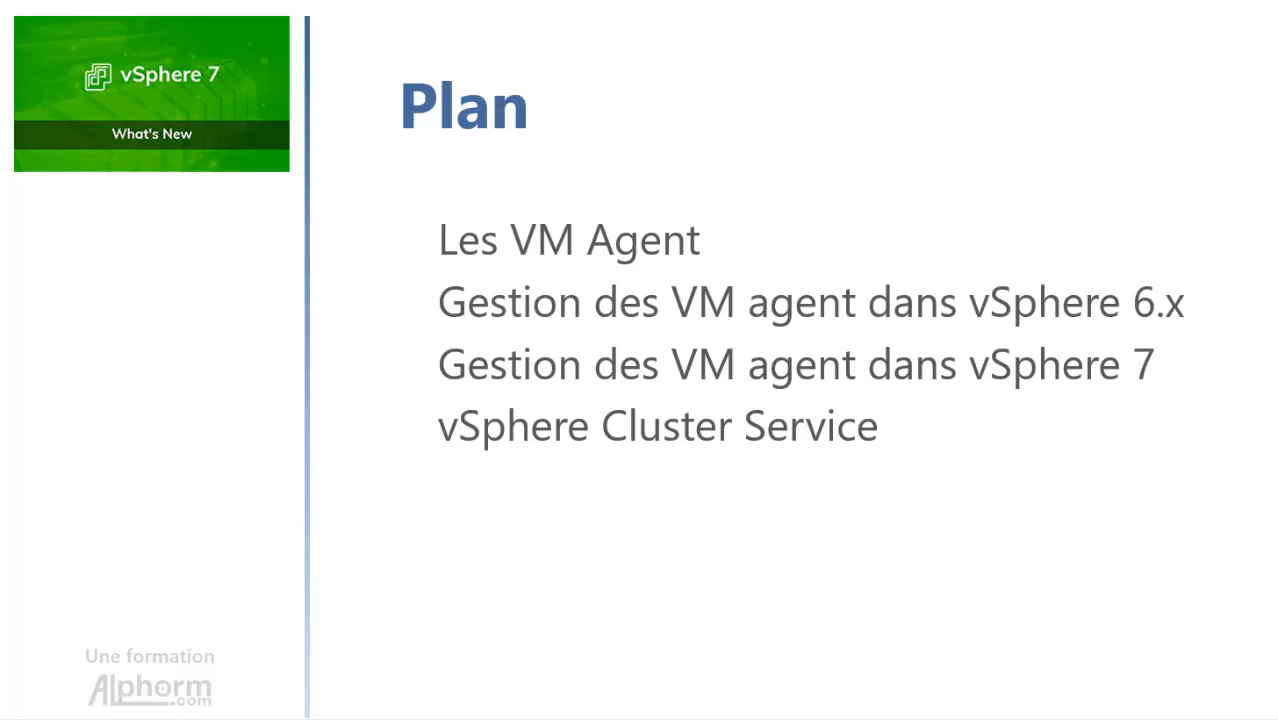 vSphere 7
What's New
Plan
Les VM Agent
Gestion des VM agent dans vSphere 6.x
Gestion des VM agent dans vSphere 7
vSphere Cluster Service
Une formation
Alphorm
.com